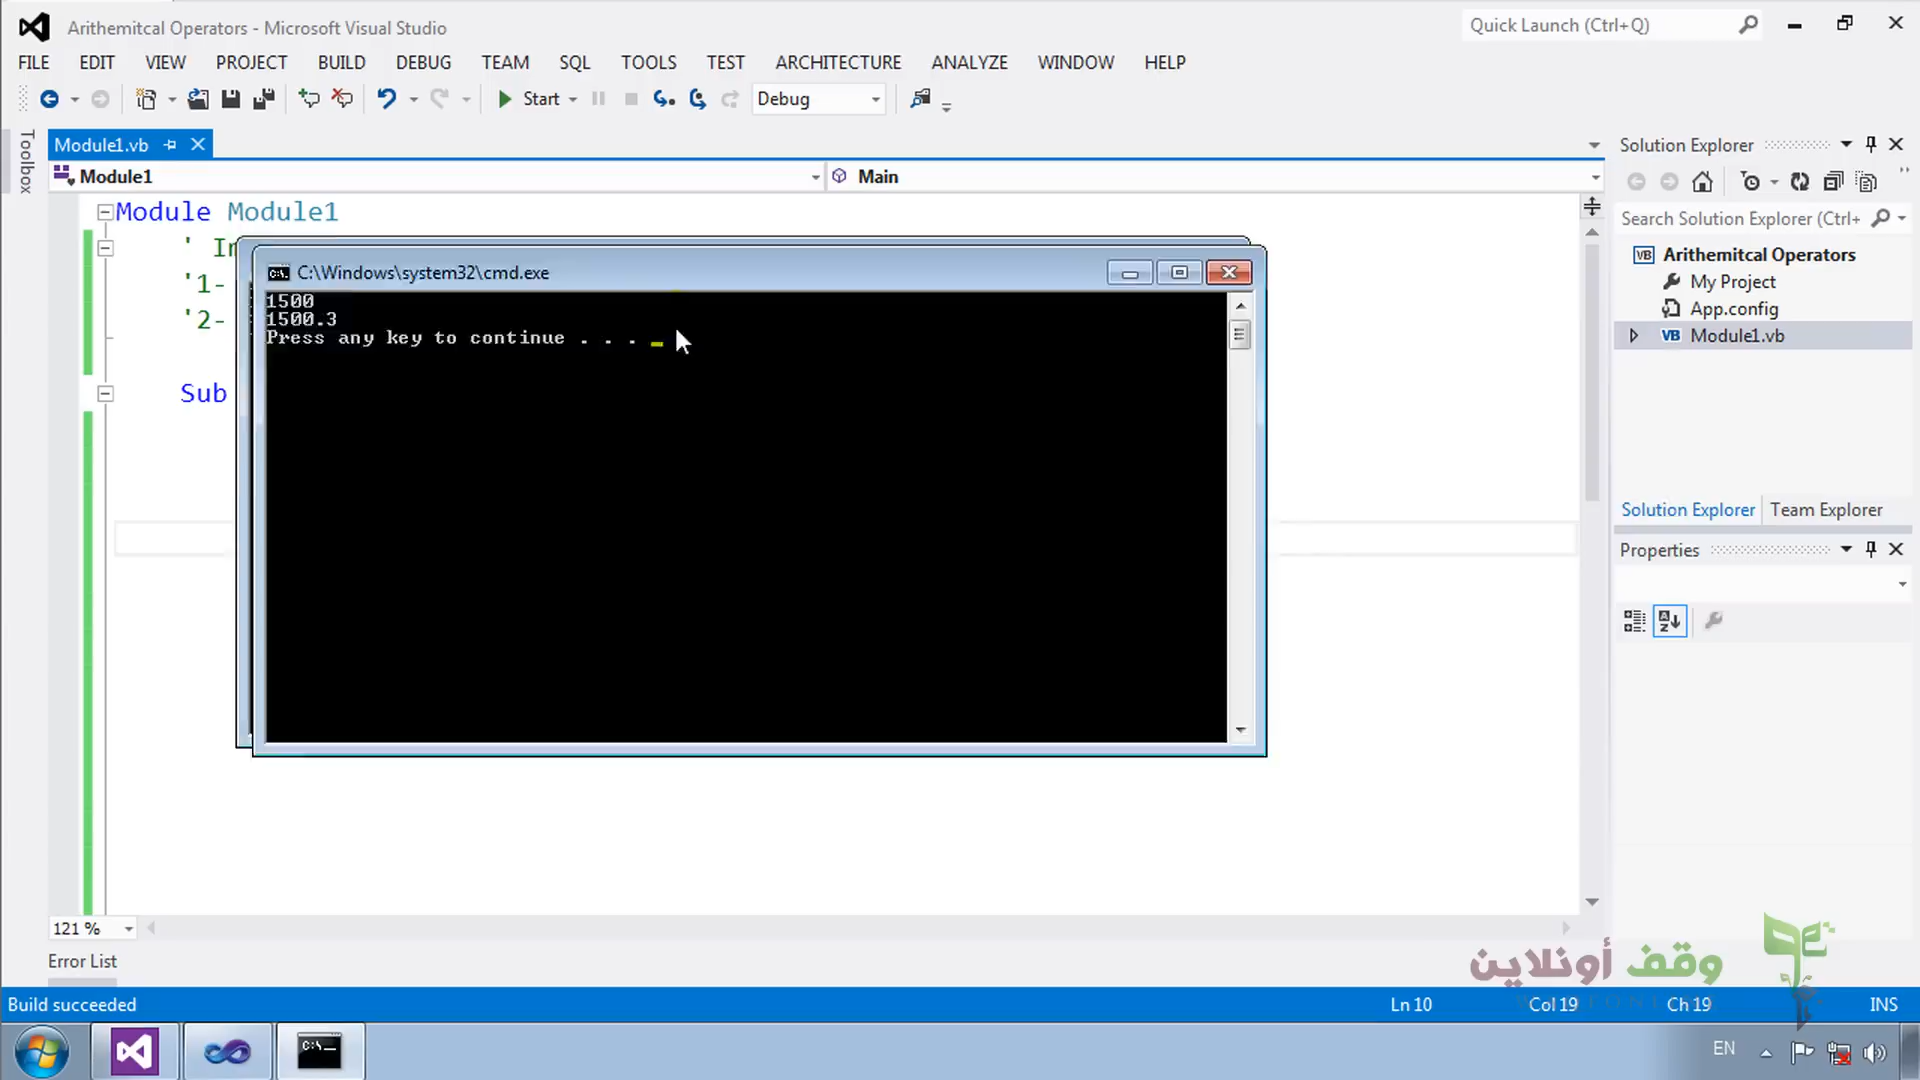 Arithemitcal Operators - Microsoft Visual Studio
Quick Launch (Ctrl+Q)
FILE EDIT VIEW PROJECT BUILD DEBUG TEAM SQL TOOLS TEST ARCHITECTURE ANALYZE WINDOW HELP
Start Debug
Toolbox
Module1.vb
Module1
Main
Module Module1
' In
'1-
'2-
Sub
C:\Windows\system32\cmd.exe
1500
1500.3
Press any key to continue . . .
Solution Explorer
Search Solution Explorer (Ctrl+
Arithemitcal Operators
My Project
App.config
Module1.vb
Solution Explorer Team Explorer
Properties
121 %
Error List
وقف أونلاين
Build succeeded
Ln 10 Col 19 Ch 19 INS
EN